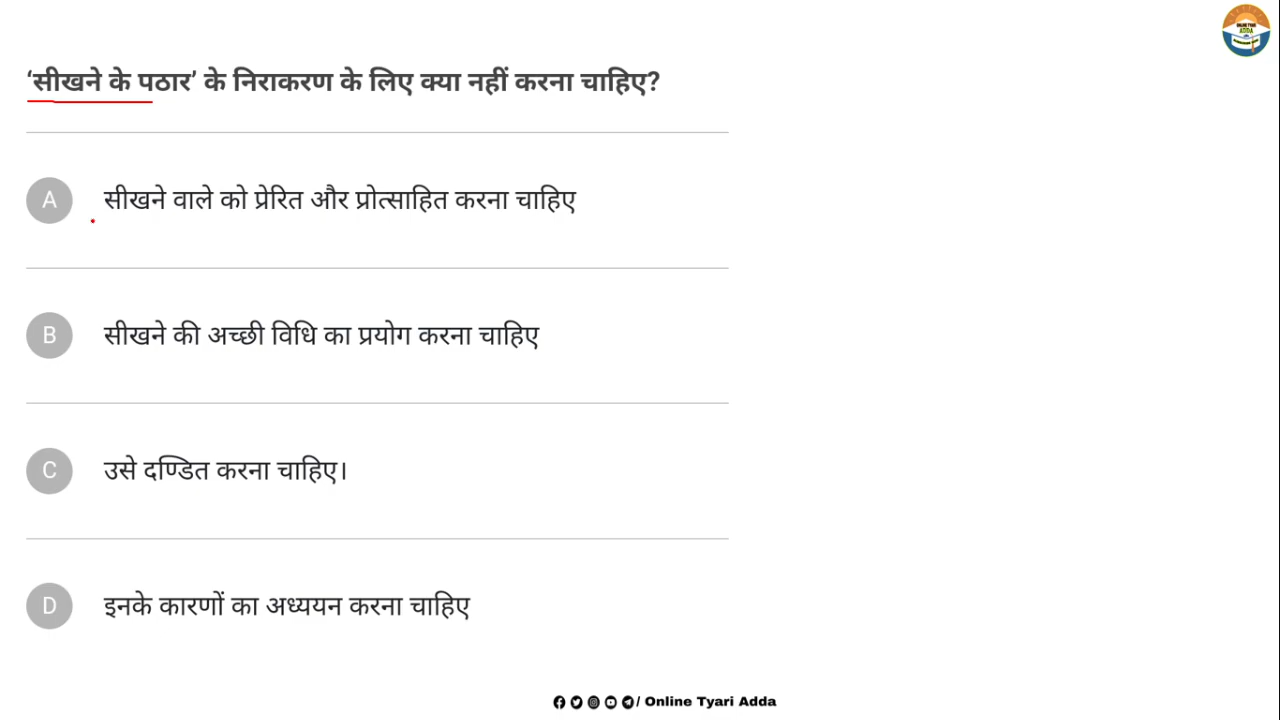 ‘सीखने के पठार’ के निराकरण के लिए क्या नहीं करना चाहिए?
A सीखने वाले को प्रेरित और प्रोत्साहित करना चाहिए
B सीखने की अच्छी विधि का प्रयोग करना चाहिए
C उसे दण्डित करना चाहिए।
D इनके कारणों का अध्ययन करना चाहिए
/ Online Tyari Adda